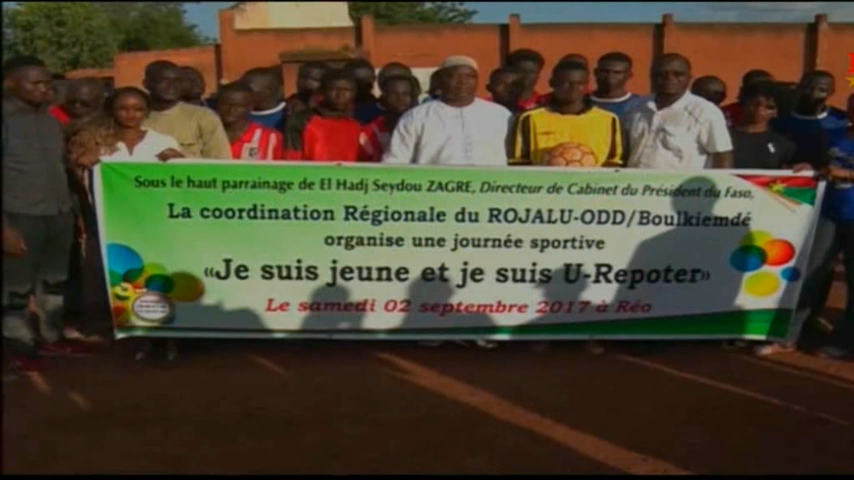 Sous le haut parrainage de El Hadj Seydou ZAGRE, Directeur de Cabinet du Président du Faso,
La coordination Régionale du ROJALU-ODD/Boulkiemdé
organise une journée sportive
«Je suis jeune et je suis U-Repoter»
Le samedi 02 septembre 2017 à Réo